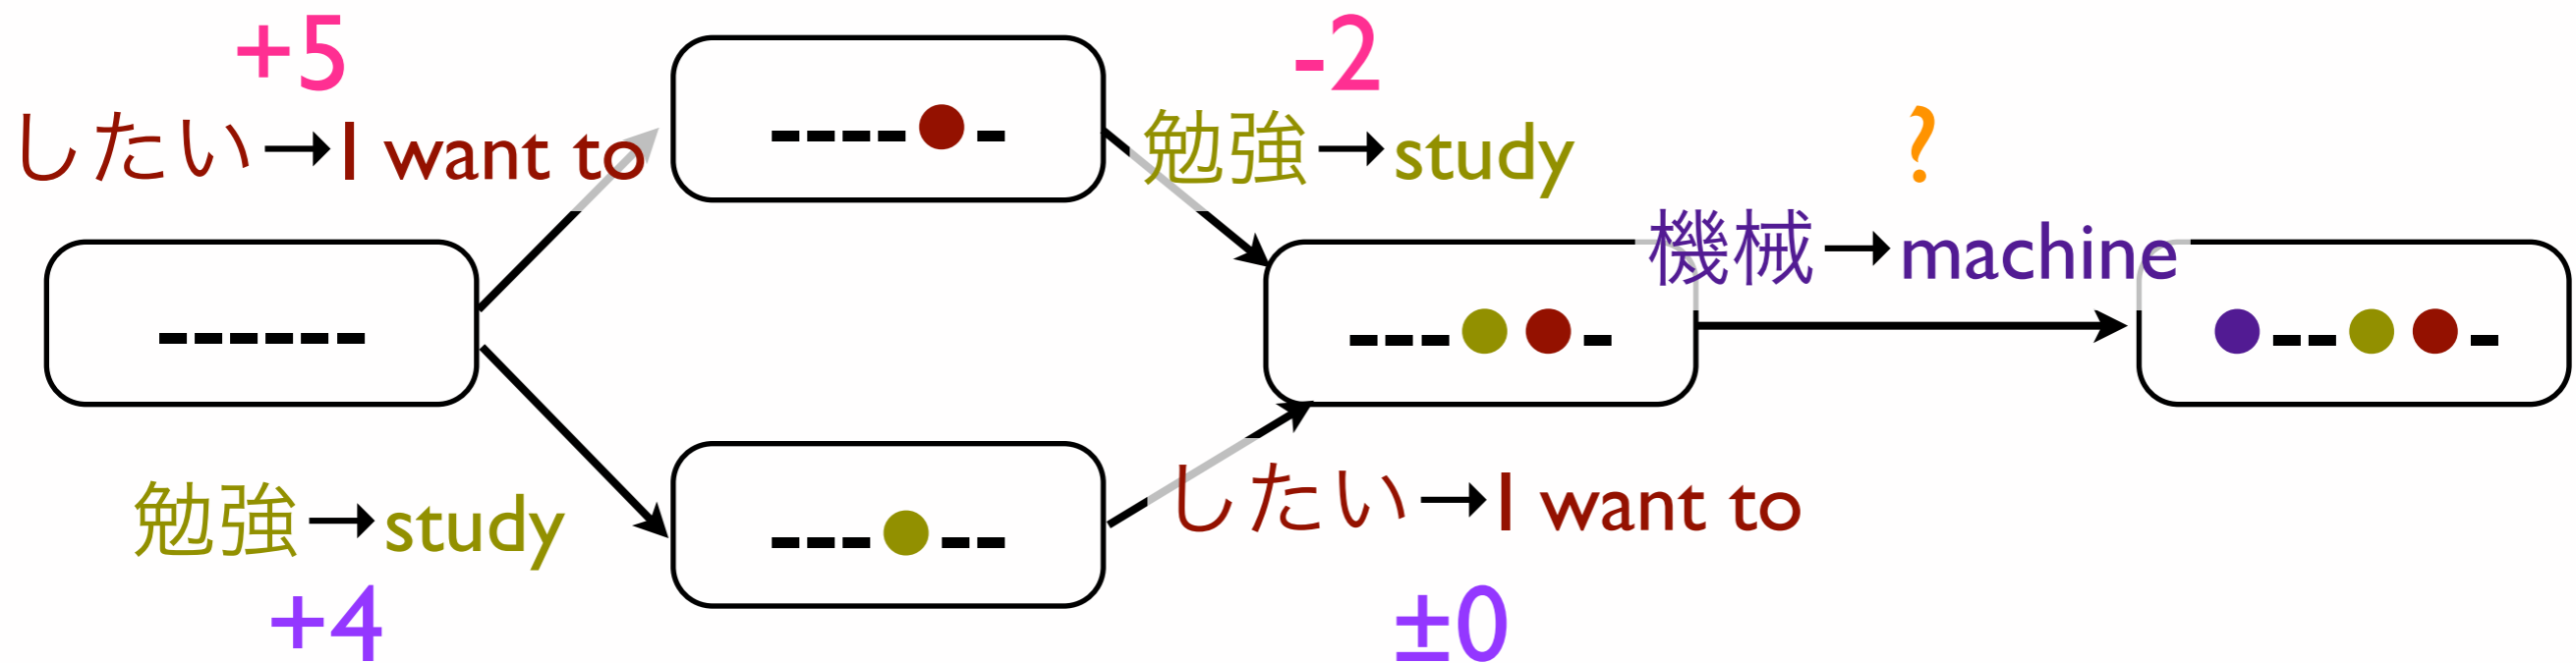 +5
したい→I want to
-2
勉強→study
?
機械→machine
------
-----
---
---
勉強→study
+4
したい→I want to
±0